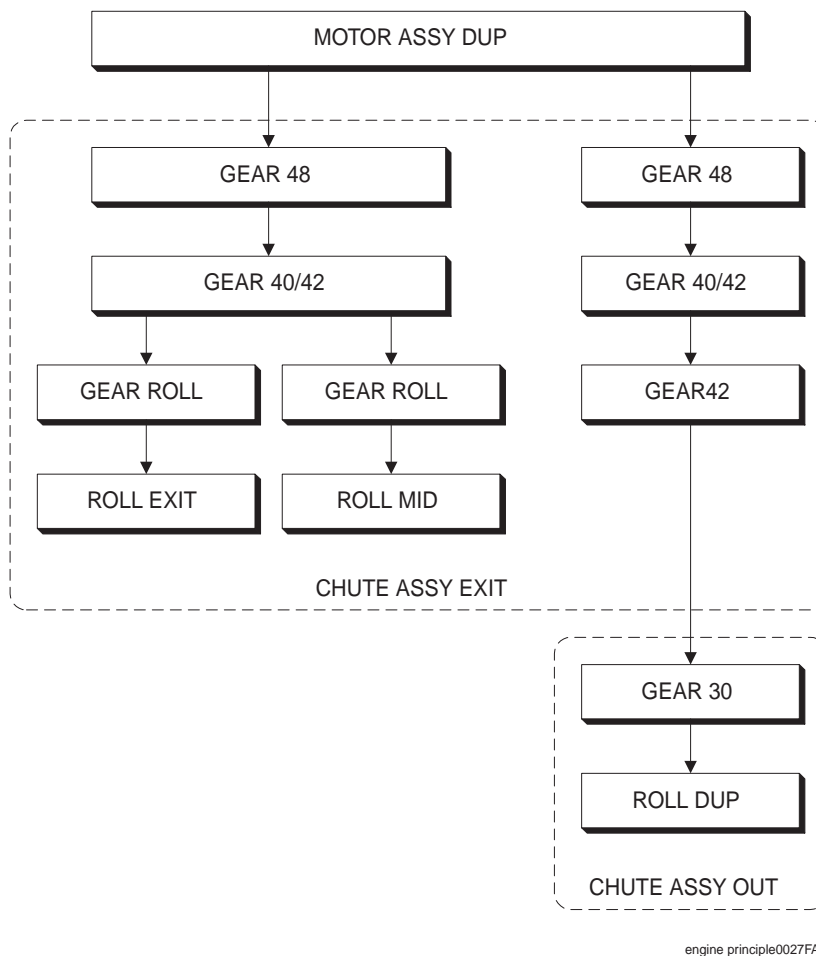 MOTOR ASSY DUP
GEAR 48
GEAR 48
GEAR 40/42
GEAR 40/42
GEAR ROLL
GEAR ROLL
GEAR42
ROLL EXIT
ROLL MID
CHUTE ASSY EXIT
GEAR 30
ROLL DUP
CHUTE ASSY OUT
engine principle0027FA